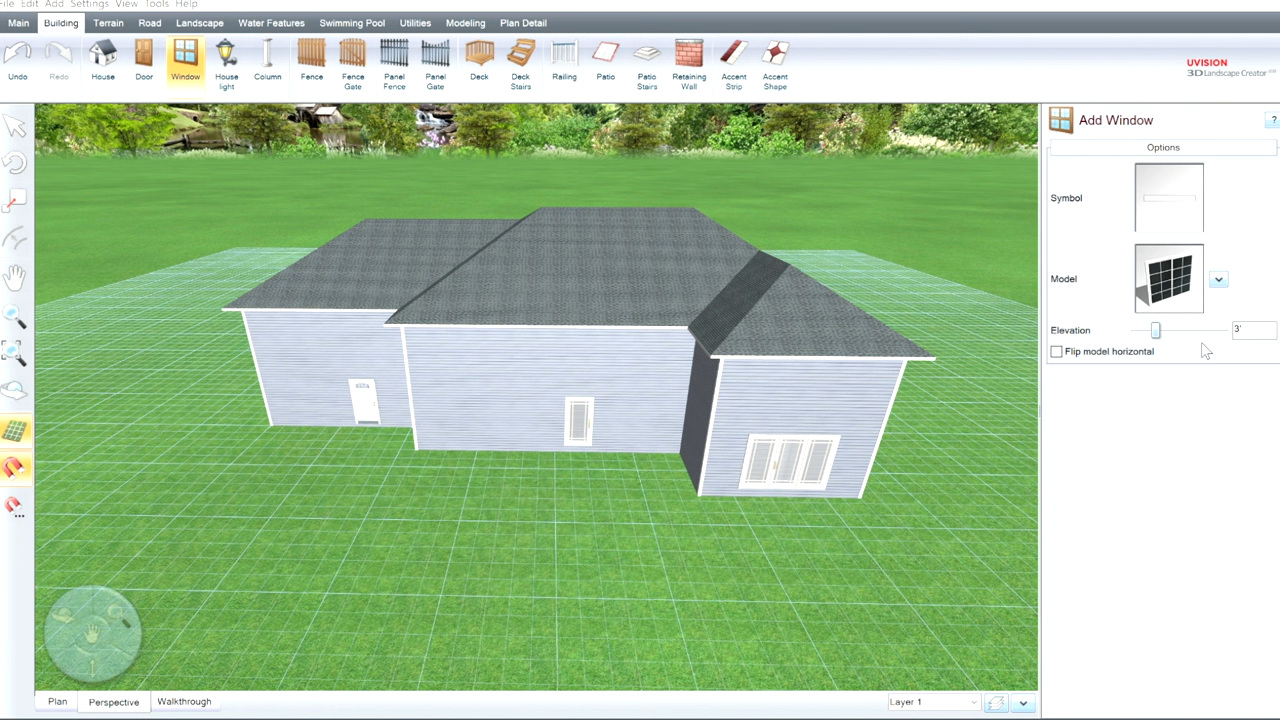 File Edit Add Settings View Tools Help
Main Building Terrain Road Landscape Water Features Swimming Pool Utilities Modeling Plan Detail
Undo Redo House Door Window House light Column Fence Fence Gate Panel Fence Panel Gate Deck Deck Stairs Railing Patio Patio Stairs Retaining Wall Accent Strip Accent Shape
UVISION
3D Landscape Creator
Add Window
?
Options
Symbol
Model
Elevation 3'
Flip model horizontal
Plan Perspective Walkthrough
Layer 1